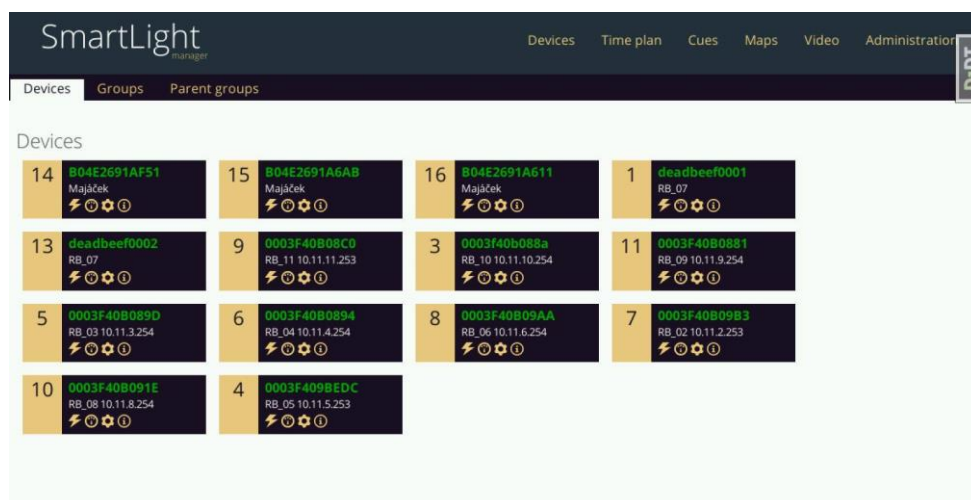 SmartLight
manager
Devices Time plan Cues Maps Video Administration
Devices Groups Parent groups
Devices
14 B04E2691AF51
Majáček
15 B04E2691A6AB
Majáček
16 B04E2691A611
Majáček
1 deadbeef0001
RB_07
13 deadbeef0002
RB_07
9 0003F40B08C0
RB_11 10.11.11.253
3 0003f40b088a
RB_10 10.11.10.254
11 0003F40B0881
RB_09 10.11.9.254
5 0003F40B089D
RB_03 10.11.3.254
6 0003F40B0894
RB_04 10.11.4.254
8 0003F40B09AA
RB_06 10.11.6.254
7 0003F40B09B3
RB_02 10.11.2.253
10 0003F40B091E
RB_08 10.11.8.254
4 0003F409BEDC
RB_05 10.11.5.253